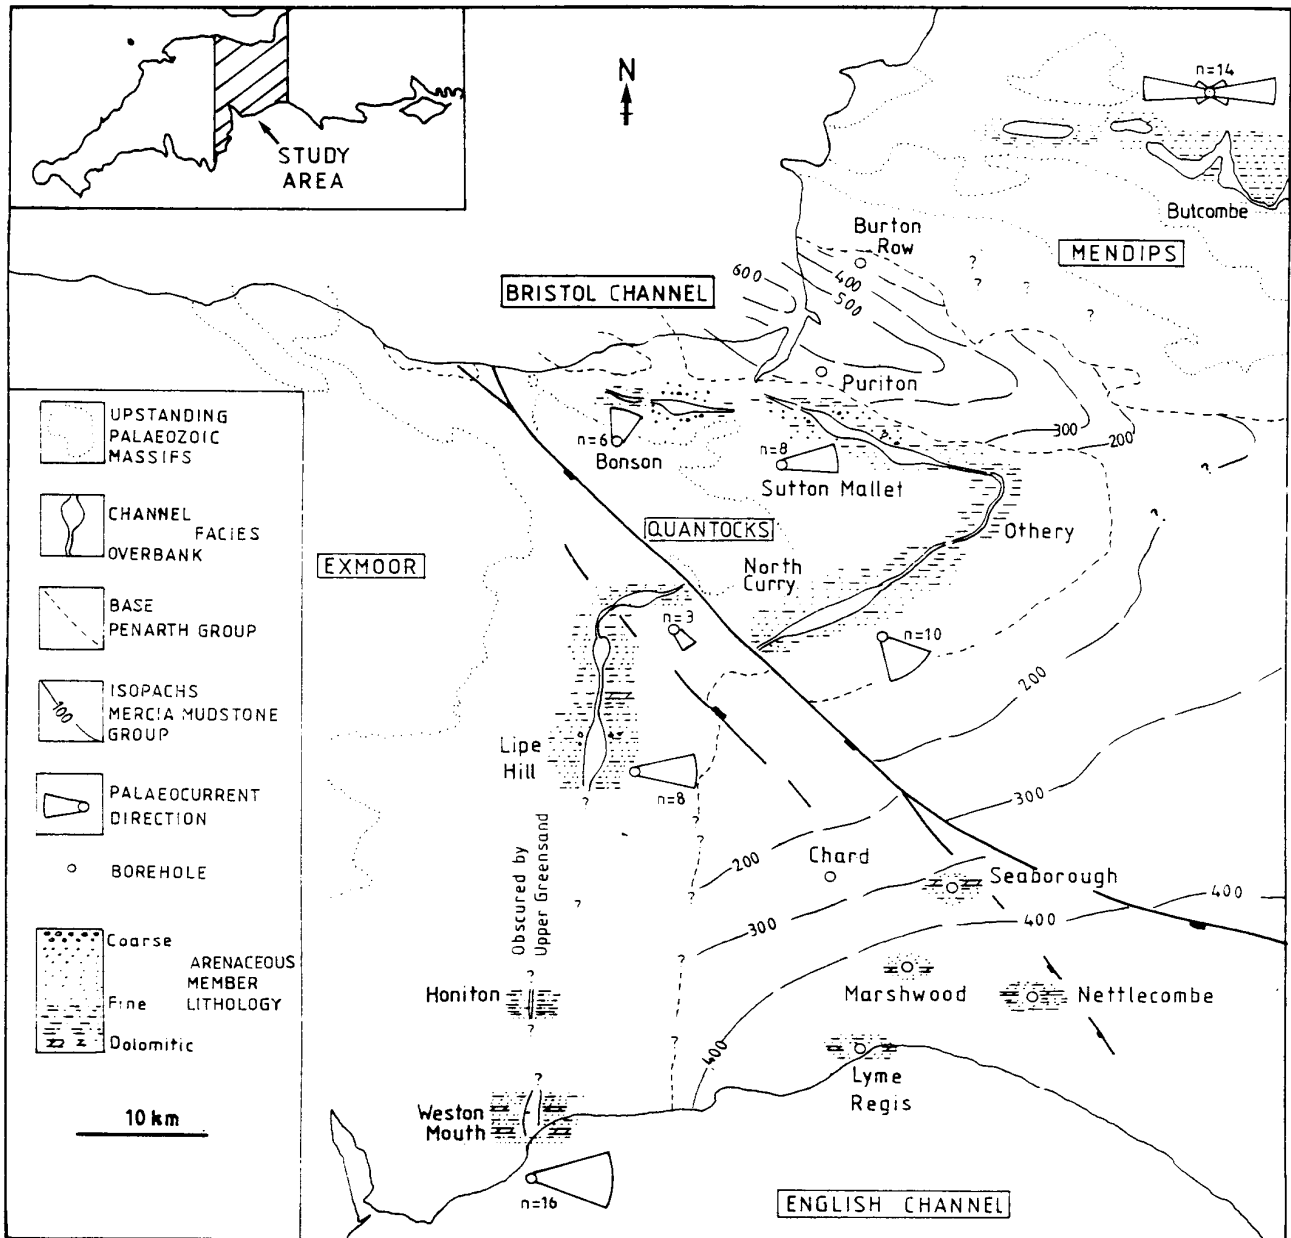 STUDY
AREA
N
n=14
Butcombe
MENDIPS
Burton
Row
BRISTOL CHANNEL
600
400
500
?
?
?
Puriton
300
200
n=6
Bonson
n=8
Sutton Mallet
?
?
?
Othery
QUANTOCKS
EXMOOR
North
Curry
n=3
n=10
200
Lipe
Hill
n=8
?
?
300
200
Chard
Obscured by
Upper Greensand
?
?
Seaborough
400
400
300
?
?
Honiton
?
Marshwood
Nettlecombe
?
400
?
Lyme
Regis
Weston
Mouth
n=16
ENGLISH CHANNEL
UPSTANDING
PALAEOZOIC
MASSIFS
CHANNEL
FACIES
OVERBANK
BASE
PENARTH GROUP
100
ISOPACHS
MERCIA MUDSTONE
GROUP
PALAEOCURRENT
DIRECTION
BOREHOLE
Coarse
ARENACEOUS
MEMBER
Fine LITHOLOGY
Dolomitic
10 km